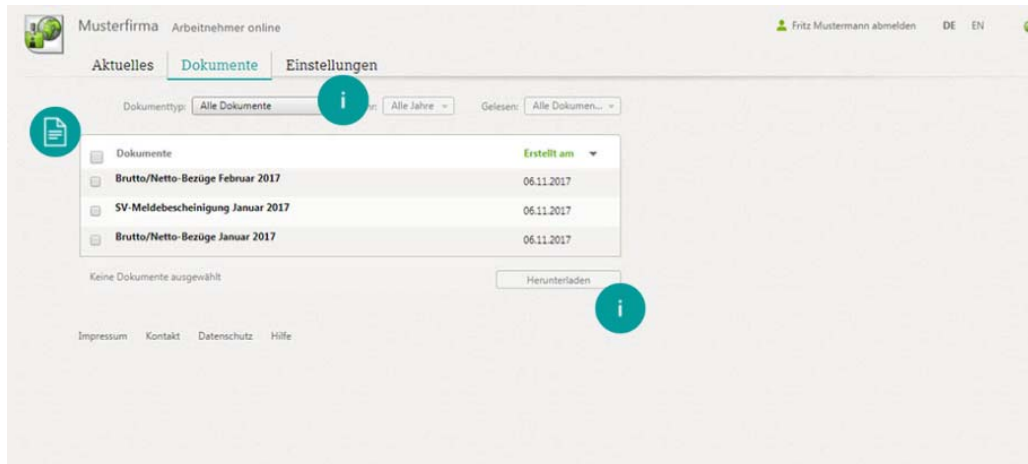 Musterfirma Arbeitnehmer online Fritz Mustermann abmelden DE EN
Aktuelles Dokumente Einstellungen
Dokumenttyp: Alle Dokumente i Alle Jahre Gelesen: Alle Dokumen...
Dokumente Erstellt am
Brutto/Netto-Bezüge Februar 2017 06.11.2017
SV-Meldebescheinigung Januar 2017 06.11.2017
Brutto/Netto-Bezüge Januar 2017 06.11.2017
Keine Dokumente ausgewählt Herunterladen
i
Impressum Kontakt Datenschutz Hilfe